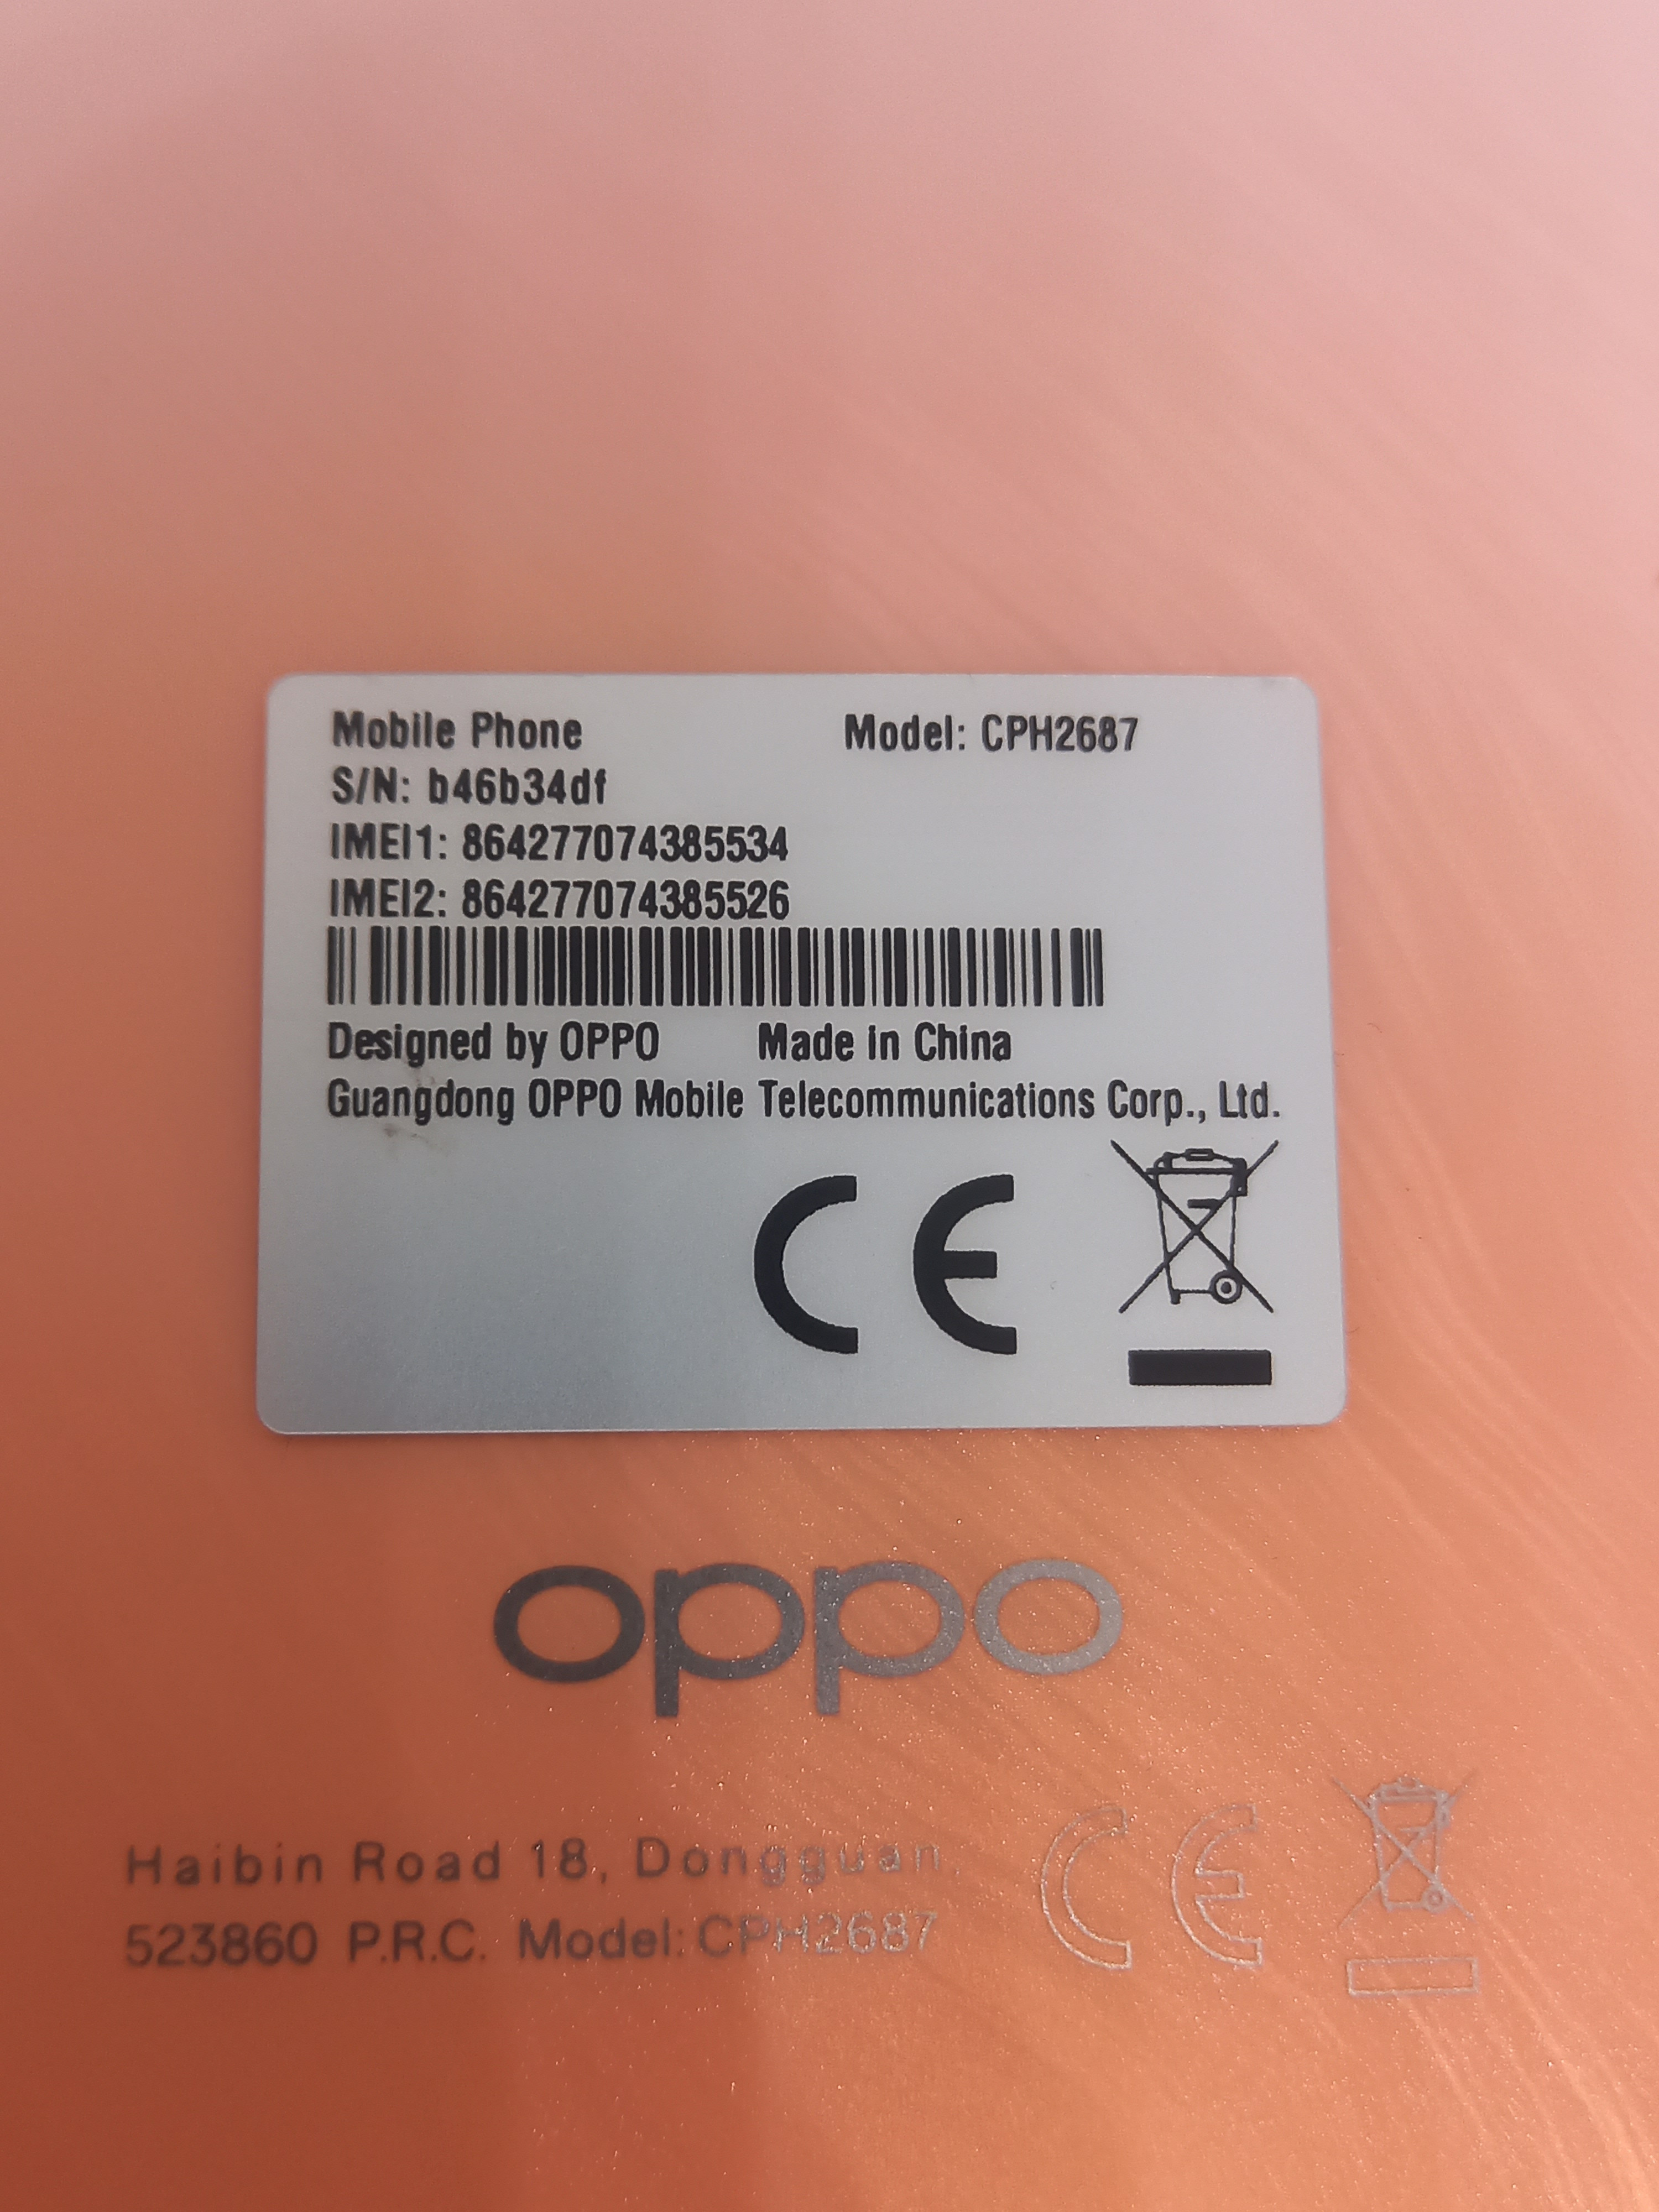 Mobile Phone Model: CPH2687
S/N: b46b34df
IMEI1: 864277074385534
IMEI2: 864277074385526
Designed by OPPO Made in China
Guangdong OPPO Mobile Telecommunications Corp., Ltd.
CE
oppo
Haibin Road 18, Dongguan,
523860 P.R.C. Model:CPH2687
CE